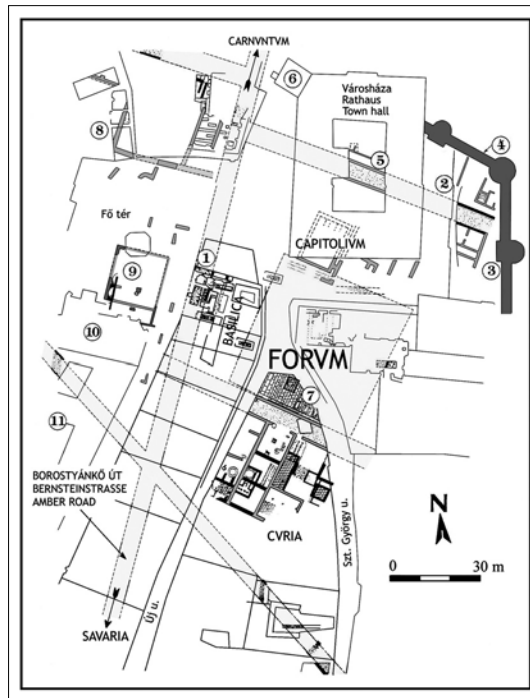 CARNVNTVM
6
Városháza
Rathaus
Town hall
4
8
5
2
Fő tér
CAPITOLIVM
3
1
9
BASILICA
10
FORVM
7
11
BOROSTYÁNKŐ ÚT
BERNSTEINSTRASSE
AMBER ROAD
CVRIA
N
0 30 m
Új u.
Szt. György u.
SAVARIA